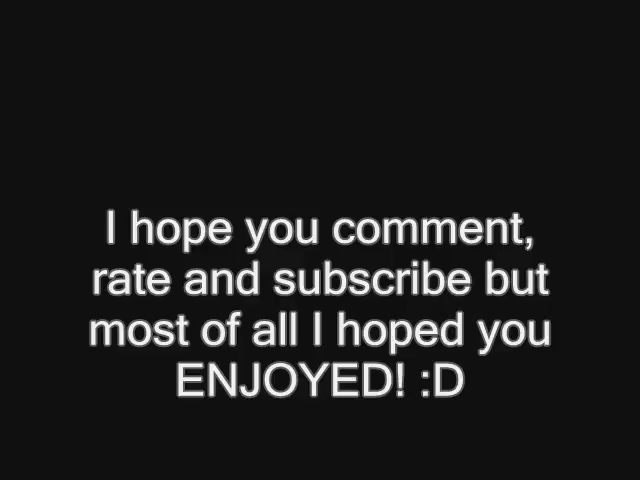 I hope you comment,
rate and subscribe but
most of all I hoped you
ENJOYED! :D